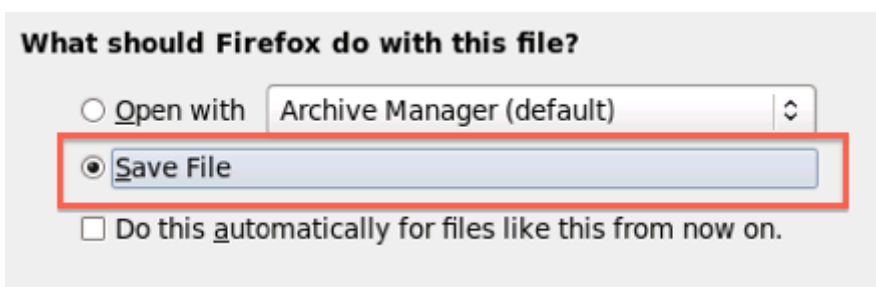 What should Firefox do with this file?
Open with Archive Manager (default)
Save File
Do this automatically for files like this from now on.